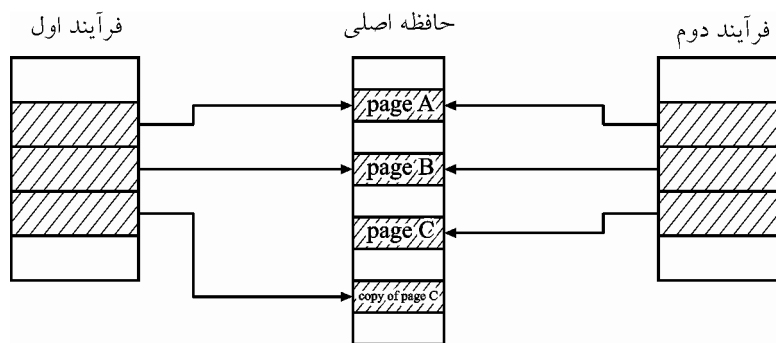 فرآیند دوم
حافظه اصلی
فرآیند اول
page A
page B
page C
copy of page C